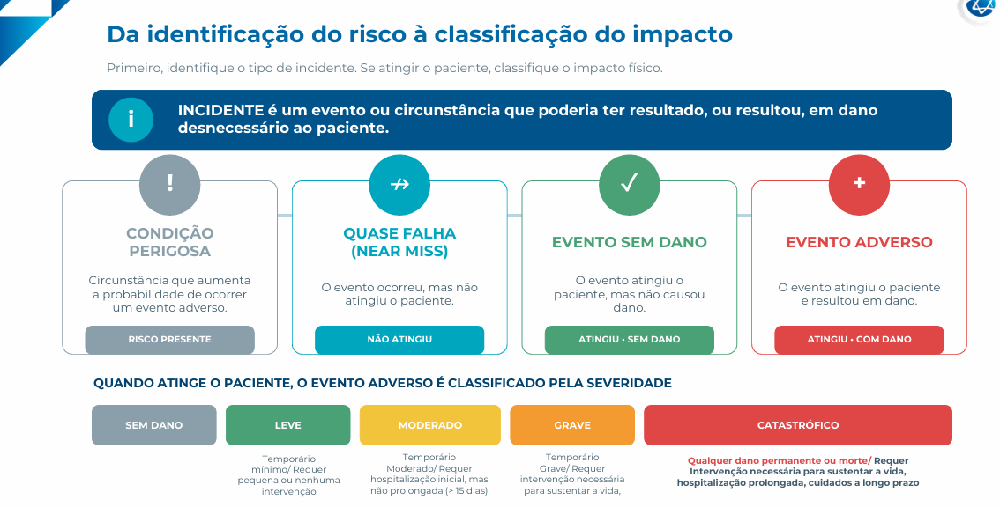 Da identificação do risco à classificação do impacto
Primeiro, identifique o tipo de incidente. Se atingir o paciente, classifique o impacto físico.
i
INCIDENTE é um evento ou circunstância que poderia ter resultado, ou resultou, em dano
desnecessário ao paciente.
!
CONDIÇÃO
PERIGOSA
Circunstância que aumenta
a probabilidade de ocorrer
um evento adverso.
RISCO PRESENTE
QUASE FALHA
(NEAR MISS)
O evento ocorreu, mas não
atingiu o paciente.
NÃO ATINGIU
EVENTO SEM DANO
O evento atingiu o
paciente, mas não causou
dano.
ATINGIU • SEM DANO
+
EVENTO ADVERSO
O evento atingiu o paciente
e resultou em dano.
ATINGIU • COM DANO
QUANDO ATINGE O PACIENTE, O EVENTO ADVERSO É CLASSIFICADO PELA SEVERIDADE
SEM DANO
LEVE
Temporário
mínimo/ Requer
pequena ou nenhuma
intervenção
MODERADO
Temporário
Moderado/ Requer
hospitalização inicial, mas
não prolongada (> 15 dias)
GRAVE
Temporário
Grave/ Requer
intervenção necessária
para sustentar a vida,
CATASTRÓFICO
Qualquer dano permanente ou morte/ Requer
Intervenção necessária para sustentar a vida,
hospitalização prolongada, cuidados a longo prazo